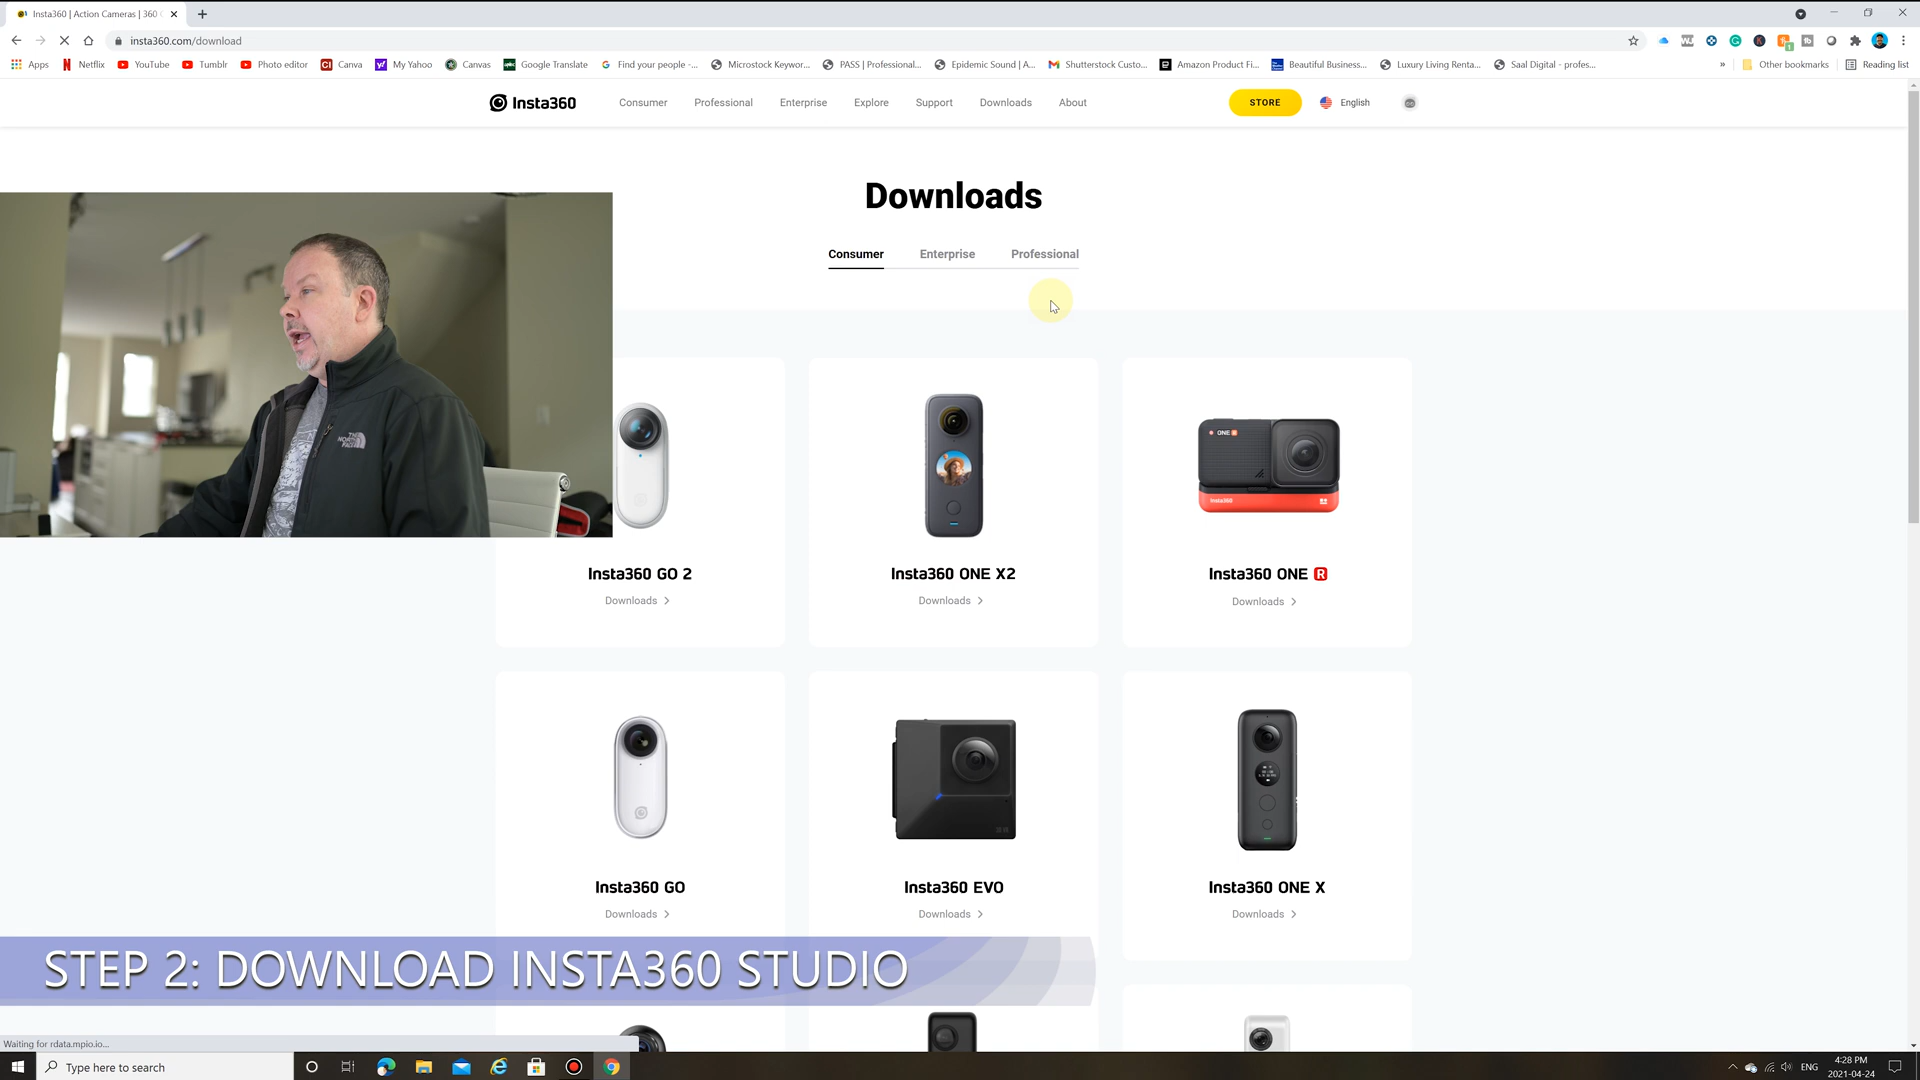 Insta360 | Action Cameras | 360 C
insta360.com/download
Apps Netflix YouTube Tumblr Photo editor Canva My Yahoo Canvas Google Translate Find your people -... Microstock Keywor... PASS | Professional... Epidemic Sound | A... Shutterstock Custo... Amazon Product Fi... Beautiful Business... Luxury Living Renta... Saal Digital - profes... » Other bookmarks Reading list
Insta360 Consumer Professional Enterprise Explore Support Downloads About STORE English
Downloads
Consumer Enterprise Professional
THE NORTH FACE
ONE R
Insta360
Insta360 GO 2
Downloads >
Insta360 ONE X2
Downloads >
Insta360 ONE R
Downloads >
Insta360 GO
Downloads >
Insta360 EVO
Downloads >
Insta360 ONE X
Downloads >
STEP 2: DOWNLOAD INSTA360 STUDIO
Waiting for rdata.mpio.io...
Type here to search
ENG
4:28 PM
2021-04-24